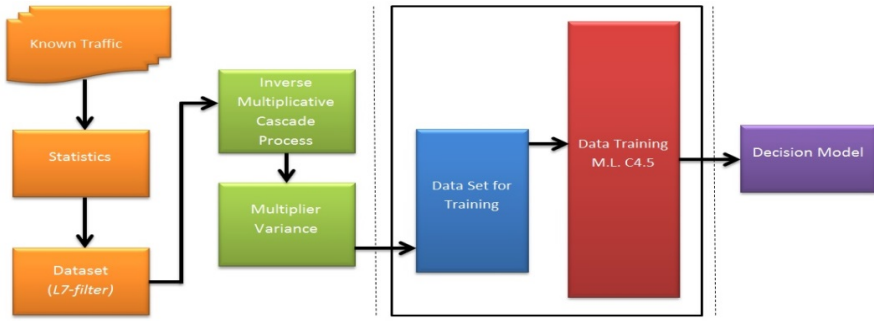 Known Traffic
Statistics
Dataset
(L7-filter)
Inverse
Multiplicative
Cascade
Process
Multiplier
Variance
Data Set for
Training
Data Training
M.L. C4.5
Decision Model